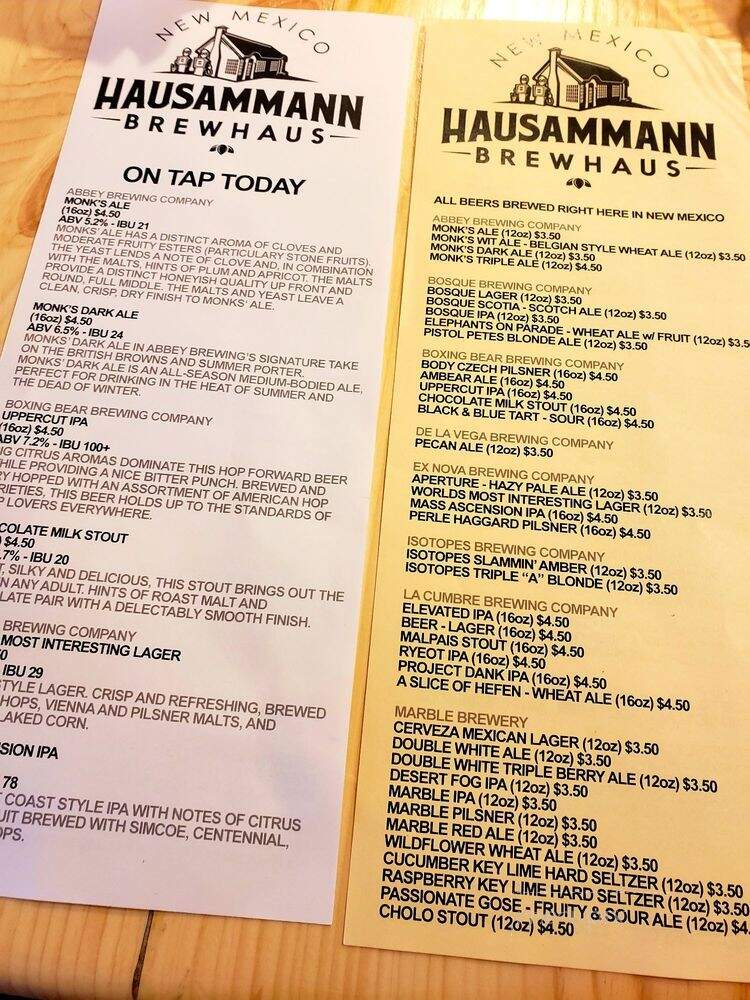 NEW MEXICO
HAUSAMMANN
BREWHAUS
ON TAP TODAY
ABBEY BREWING COMPANY
MONK'S ALE
(16oz) $4.50
ABV 5.2% - IBU 21
MONKS' ALE HAS A DISTINCT AROMA OF CLOVES AND
MODERATE FRUITY ESTERS (PARTICULARY STONE FRUITS).
THE YEAST LENDS A NOTE OF CLOVE AND, IN COMBINATION
WITH THE MALTS, HINTS OF PLUM AND APRICOT. THE MALTS
PROVIDE A DISTINCT HONEYISH QUALITY UP FRONT AND
ROUND, FULL MIDDLE. THE MALTS AND YEAST LEAVE A
CLEAN, CRISP, DRY FINISH TO MONKS' ALE.
MONK'S DARK ALE
(16oz) $4.50
ABV 6.5% - IBU 24
MONKS' DARK ALE IN ABBEY BREWING'S SIGNATURE TAKE
ON THE BRITISH BROWNS AND SUMMER PORTER.
MONKS' DARK ALE IS AN ALL-SEASON MEDIUM-BODIED ALE,
PERFECT FOR DRINKING IN THE HEAT OF SUMMER AND
THE DEAD OF WINTER.
BOXING BEAR BREWING COMPANY
UPPERCUT IPA
(16oz) $4.50
ABV 7.2% - IBU 100+
CITRUS AROMAS DOMINATE THIS HOP FORWARD BEER
PROVIDING A NICE BITTER PUNCH. BREWED AND
HOPPED WITH AN ASSORTMENT OF AMERICAN HOP
THIS BEER HOLDS UP TO THE STANDARDS OF
LOVERS EVERYWHERE.
MILK STOUT
$4.50
.7% - IBU 20
, SILKY AND DELICIOUS, THIS STOUT BRINGS OUT THE
N ANY ADULT. HINTS OF ROAST MALT AND
LATE PAIR WITH A DELECTABLY SMOOTH FINISH.
BREWING COMPANY
MOST INTERESTING LAGER
IBU 29
STYLE LAGER. CRISP AND REFRESHING, BREWED
HOPS, VIENNA AND PILSNER MALTS, AND
LAKED CORN.
SION IPA
78
COAST STYLE IPA WITH NOTES OF CITRUS
UIT BREWED WITH SIMCOE, CENTENNIAL,
OPS.
NEW MEXICO
HAUSAMMANN
BREWHAUS
ALL BEERS BREWED RIGHT HERE IN NEW MEXICO
ABBEY BREWING COMPANY
MONK'S ALE (12oz) $3.50
MONK'S WIT ALE - BELGIAN STYLE WHEAT ALE (12oz) $3.50
MONK'S DARK ALE (12oz) $3.50
MONK'S TRIPLE ALE (12oz) $4.50
BOSQUE BREWING COMPANY
BOSQUE LAGER (12oz) $3.50
BOSQUE SCOTIA - SCOTCH ALE (12oz) $3.50
BOSQUE IPA (12oz) $3.50
ELEPHANTS ON PARADE - WHEAT ALE w/ FRUIT (12oz) $3.5
PISTOL PETES BLONDE ALE (12oz) $3.50
BOXING BEAR BREWING COMPANY
BODY CZECH PILSNER (16oz) $4.50
AMBEAR ALE (16oz) $4.50
UPPERCUT IPA (16oz) $4.50
CHOCOLATE MILK STOUT (16oz) $4.50
BLACK & BLUE TART - SOUR (16oz) $4.50
DE LA VEGA BREWING COMPANY
PECAN ALE (12oz) $3.50
EX NOVA BREWING COMPANY
APERTURE - HAZY PALE ALE (12oz) $3.50
WORLDS MOST INTERESTING LAGER (12oz) $3.50
MASS ASCENSION IPA (16oz) $4.50
PERLE HAGGARD PILSNER (16oz) $4.50
ISOTOPES BREWING COMPANY
ISOTOPES SLAMMIN' AMBER (12oz) $3.50
ISOTOPES TRIPLE "A" BLONDE (12oz) $3.50
LA CUMBRE BREWING COMPANY
ELEVATED IPA (16oz) $4.50
BEER - LAGER (16oz) $4.50
MALPAIS STOUT (16oz) $4.50
RYEOT IPA (16oz) $4.50
PROJECT DANK IPA (16oz) $4.50
A SLICE OF HEFEN - WHEAT ALE (16oz) $4.50
MARBLE BREWERY
CERVEZA MEXICAN LAGER (12oz) $3.50
DOUBLE WHITE ALE (12oz) $3.50
DOUBLE WHITE TRIPLE BERRY ALE (12oz) $3.50
DESERT FOG IPA (12oz) $3.50
MARBLE IPA (12oz) $3.50
MARBLE PILSNER (12oz) $3.50
MARBLE RED ALE (12oz) $3.50
WILDFLOWER WHEAT ALE (12oz) $3.50
CUCUMBER KEY LIME HARD SELTZER (12oz) $3.50
RASPBERRY KEY LIME HARD SELTZER (12oz) $3.50
PASSIONATE GOSE - FRUITY & SOUR ALE (12oz) $4.
CHOLO STOUT (12oz) $4.50